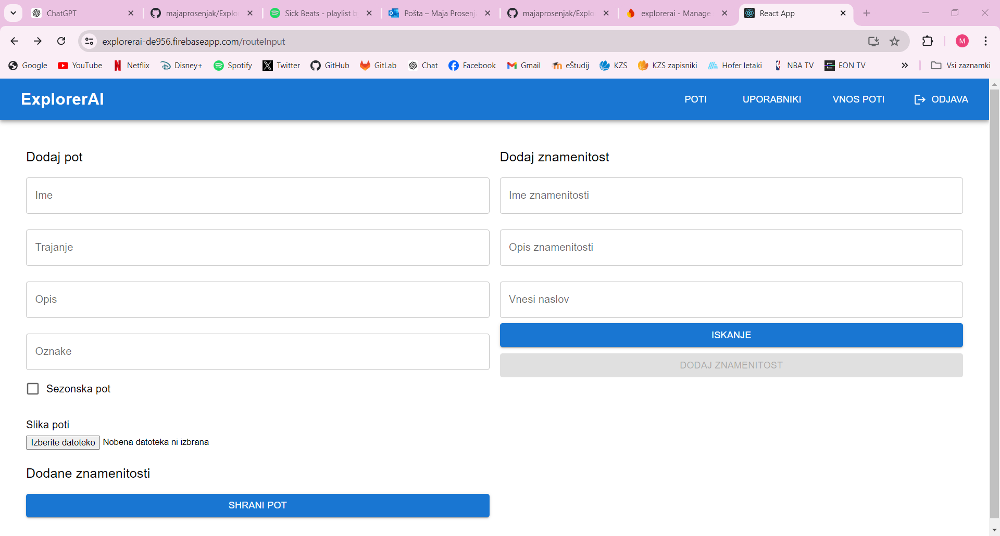 ChatGPT
majaprosenjak/Explo
Sick Beats - playlist b
Pošta – Maja Prosenj
majaprosenjak/Explo
explorerai - Manage
React App
explorerai-de956.firebaseapp.com/routeInput
M
Google YouTube Netflix Disney+ Spotify Twitter GitHub GitLab Chat Facebook Gmail eŠtudij KZS KZS zapisniki Hofer letaki NBA TV EON TV » Vsi zaznamki
ExplorerAI
POTI UPORABNIKI VNOS POTI ODJAVA
Dodaj pot
Ime
Trajanje
Opis
Oznake
Sezonska pot
Slika poti
Izberite datoteko Nobena datoteka ni izbrana
Dodane znamenitosti
SHRANI POT
Dodaj znamenitost
Ime znamenitosti
Opis znamenitosti
Vnesi naslov
ISKANJE
DODAJ ZNAMENITOST